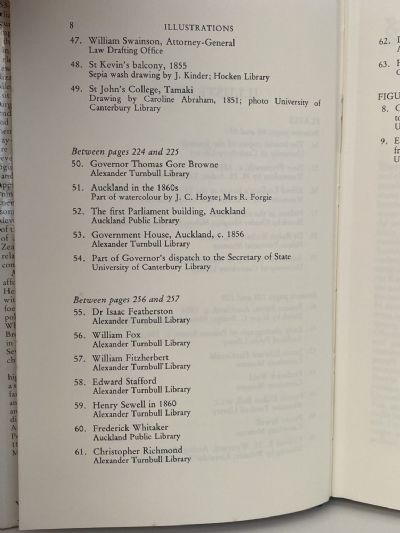 8 ILLUSTRATIONS
47. William Swainson, Attorney-General
Law Drafting Office
48. St Kevin's balcony, 1855
Sepia wash drawing by J. Kinder; Hocken Library
49. St John's College, Tamaki
Drawing by Caroline Abraham, 1851; photo University of
Canterbury Library
Between pages 224 and 225
50. Governor Thomas Gore Browne
Alexander Turnbull Library
51. Auckland in the 1860s
Part of watercolour by J. C. Hoyte; Mrs R. Forgie
52. The first Parliament building, Auckland
Auckland Public Library
53. Government House, Auckland, c. 1856
Alexander Turnbull Library
54. Part of Governor's dispatch to the Secretary of State
University of Canterbury Library
Between pages 256 and 257
55. Dr Isaac Featherston
Alexander Turnbull Library
56. William Fox
Alexander Turnbull Library
57. William Fitzherbert
Alexander Turnbull Library
58. Edward Stafford
Alexander Turnbull Library
59. Henry Sewell in 1860
Alexander Turnbull Library
60. Frederick Whitaker
Auckland Public Library
61. Christopher Richmond
Alexander Turnbull Library
62.
63.
FIGU
8.
9.